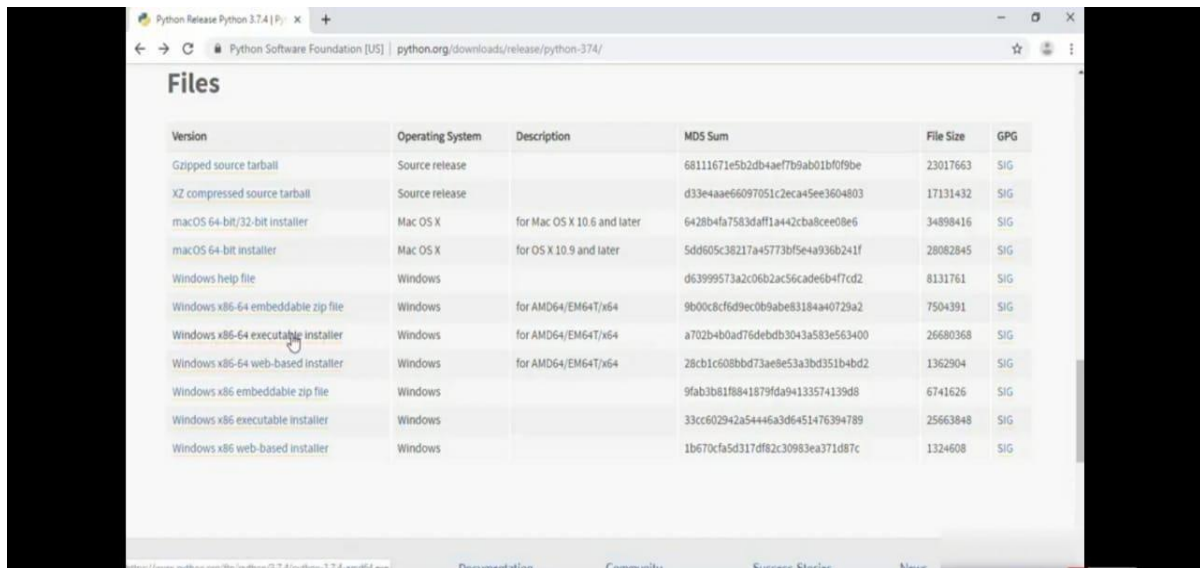 Python Release Python 3.7.4 | Py
Python Software Foundation [US] | python.org/downloads/release/python-374/
Files
Version Operating System Description MD5 Sum File Size GPG
Gzipped source tarball Source release 68111671e5b2db4aef7b9ab01bf0f9be 23017663 SIG
XZ compressed source tarball Source release d33e4aae66097051c2eca45ee3604803 17131432 SIG
macOS 64-bit/32-bit installer Mac OS X for Mac OS X 10.6 and later 6428b4fa7583daff1a442cba8cee08e6 34898416 SIG
macOS 64-bit installer Mac OS X for OS X 10.9 and later 5dd605c38217a45773bf5e4a936b241f 28082845 SIG
Windows help file Windows d63999573a2c06b2ac56cade6b4f7cd2 8131761 SIG
Windows x86-64 embeddable zip file Windows for AMD64/EM64T/x64 9b00c8cf6d9ec0b9abe83184a40729a2 7504391 SIG
Windows x86-64 executable installer Windows for AMD64/EM64T/x64 a702b4b0ad76debdb3043a583e563400 26680368 SIG
Windows x86-64 web-based installer Windows for AMD64/EM64T/x64 28cb1c608bbd73ae8e53a3bd351b4bd2 1362904 SIG
Windows x86 embeddable zip file Windows 9fab3b81f8841879fda94133574139d8 6741626 SIG
Windows x86 executable installer Windows 33cc602942a54446a3d6451476394789 25663848 SIG
Windows x86 web-based installer Windows 1b670cfa5d317df82c30983ea371d87c 1324608 SIG
Documentation Community Success Stories News